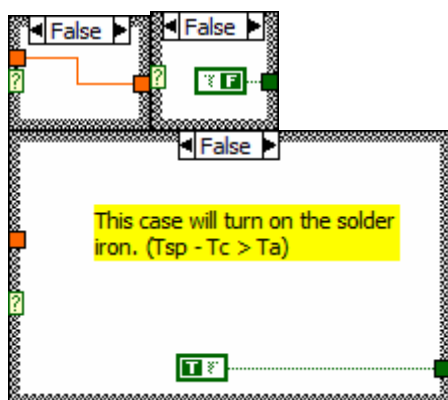 False
False
?
?
F
False
This case will turn on the solder
iron. (Tsp - Tc > Ta)
?
T